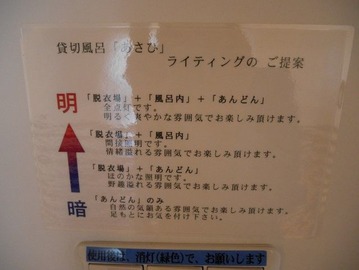 貸切風呂「あさひ」
ライティングの ご提案
明
「脱衣場」＋「風呂内」＋「あんどん」
全点灯です。
明るく爽やかな雰囲気でお楽しみ頂けます。
「脱衣場」＋「風呂内」
間接照明です。
情緒溢れる雰囲気でお楽しみ頂けます。
「脱衣場」＋「あんどん」
ほのかな照明です。
野趣溢れる雰囲気でお楽しみ頂けます。
暗
「あんどん」のみ
自然の気韻ある雰囲気でお楽しみ頂けます。
足もとにお気を付け下さい。
使用後は、消灯(緑色)で、お願いします